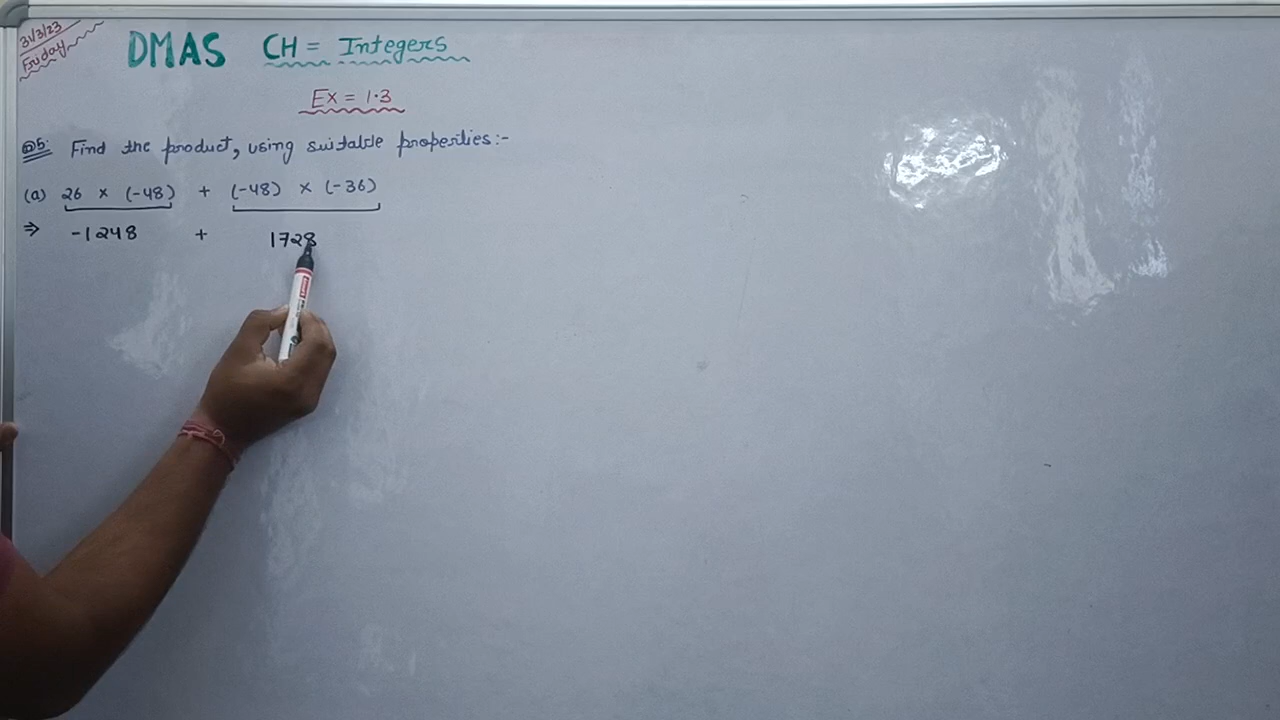 31/3/23
Friday
DMAS CH = Integers
Ex = 1.3
Q5. Find the product, using suitable properties:-
(a) 26 × (-48) + (-48) × (-36)
⇒ -1248 + 1728